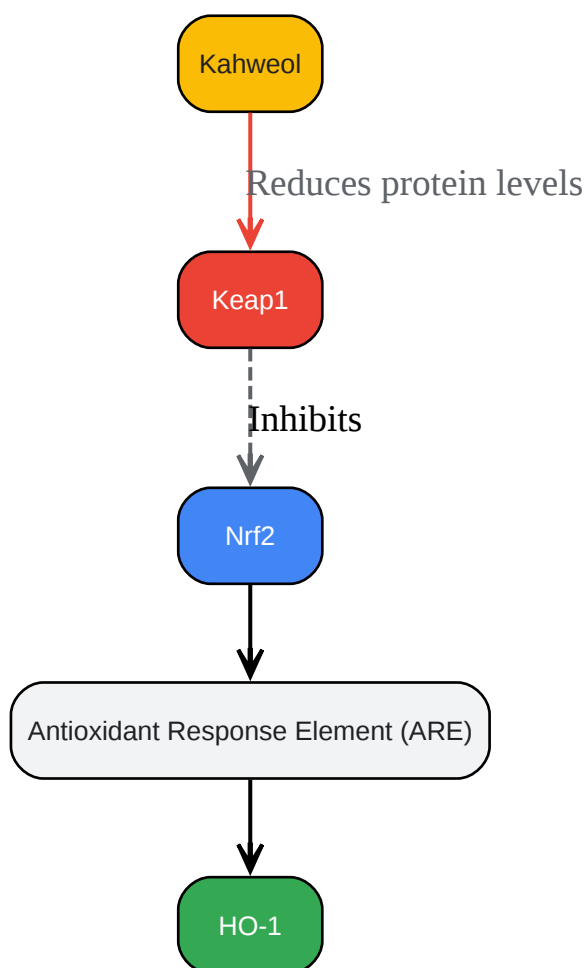 Kahweol
Reduces protein levels
Keap1
Inhibits
Nrf2
Antioxidant Response Element (ARE)
HO-1